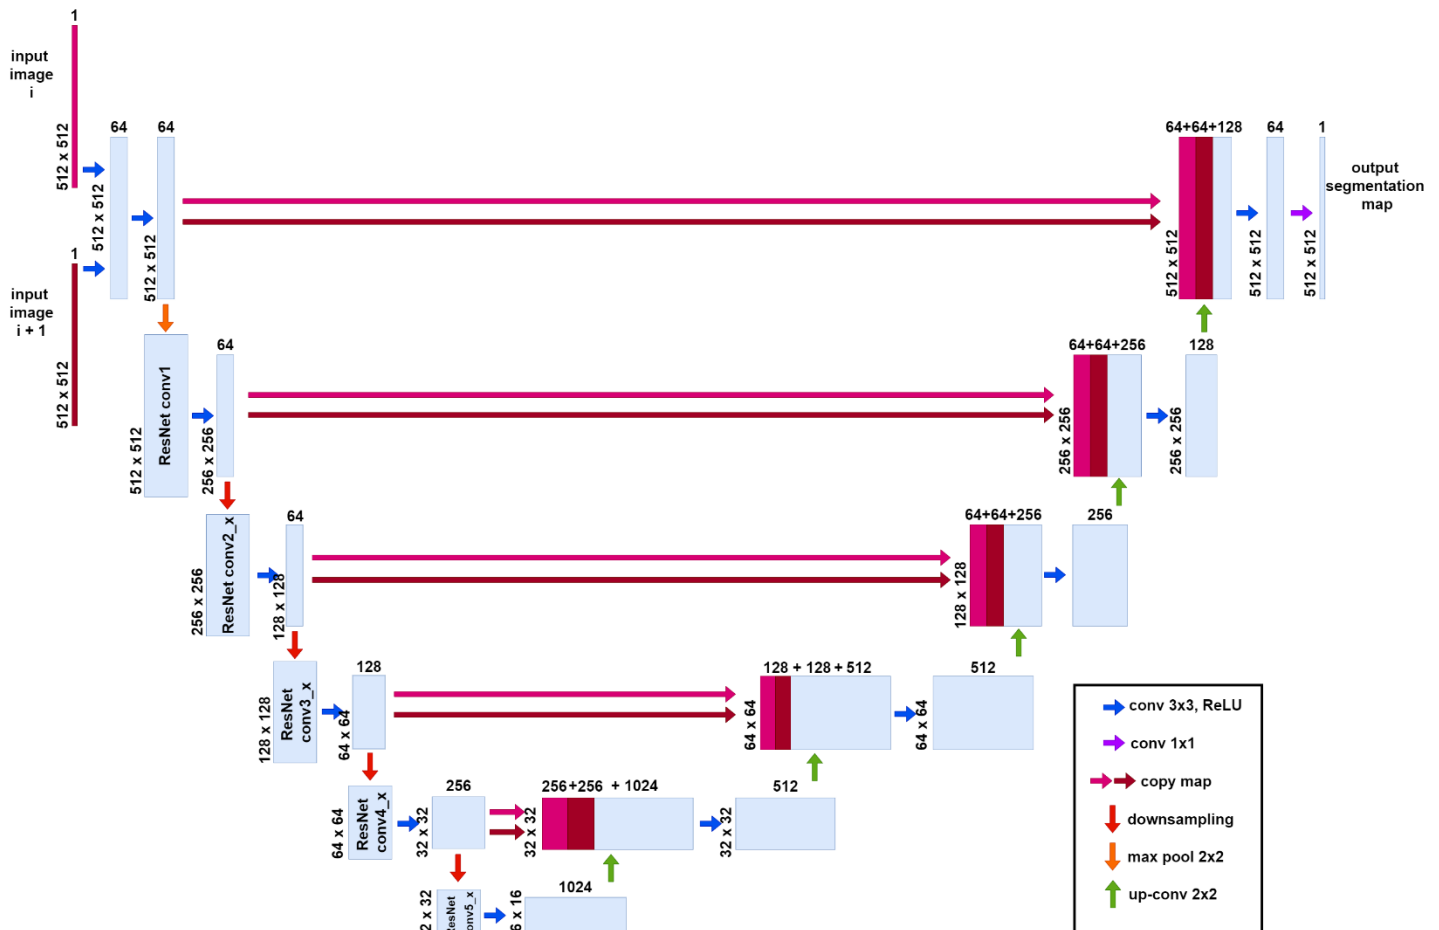 1
input
image
i
512 x 512
64
64
512 x 512
512 x 512
1
input
image
i + 1
512 x 512
64+64+128
64
1
output
segmentation
map
512 x 512
512 x 512
512 x 512
ResNet conv1
512 x 512
64
256 x 256
64+64+256
128
256 x 256
256 x 256
ResNet conv2_x
256 x 256
64
128 x 128
64+64+256
256
128 x 128
ResNet
conv3_x
128 x 128
128
64 x 64
128 + 128 + 512
512
64 x 64
64 x 64
ResNet
conv4_x
64 x 64
256
32 x 32
256+256 + 1024
512
32 x 32
32 x 32
1024
conv 3x3, ReLU
conv 1x1
copy map
downsampling
max pool 2x2
up-conv 2x2